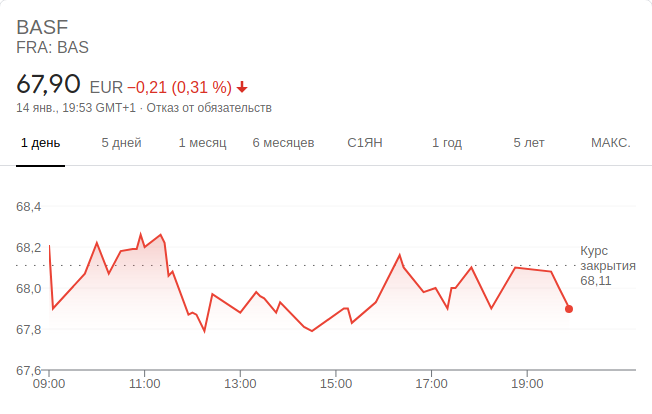 BASF
FRA: BAS
67,90 EUR −0,21 (0,31 %)
14 янв., 19:53 GMT+1 · Отказ от обязательств
1 день 5 дней 1 месяц 6 месяцев С1ЯН 1 год 5 лет МАКС.
68,4
68,2
Курс
закрытия
68,11
68,0
67,8
67,6
09:00 11:00 13:00 15:00 17:00 19:00